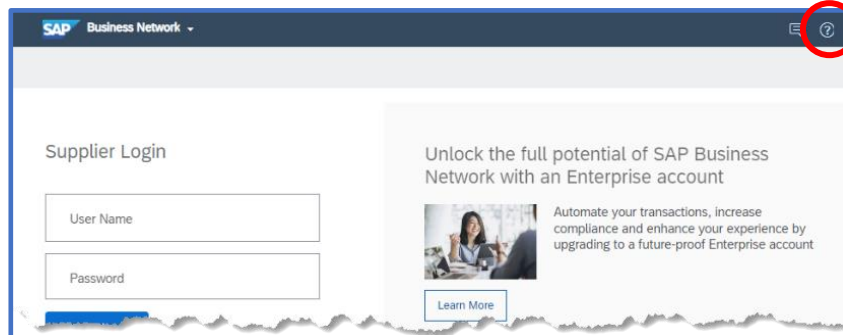 SAP Business Network
Supplier Login
User Name
Password
Unlock the full potential of SAP Business
Network with an Enterprise account
Automate your transactions, increase
compliance and enhance your experience by
upgrading to a future-proof Enterprise account
Learn More